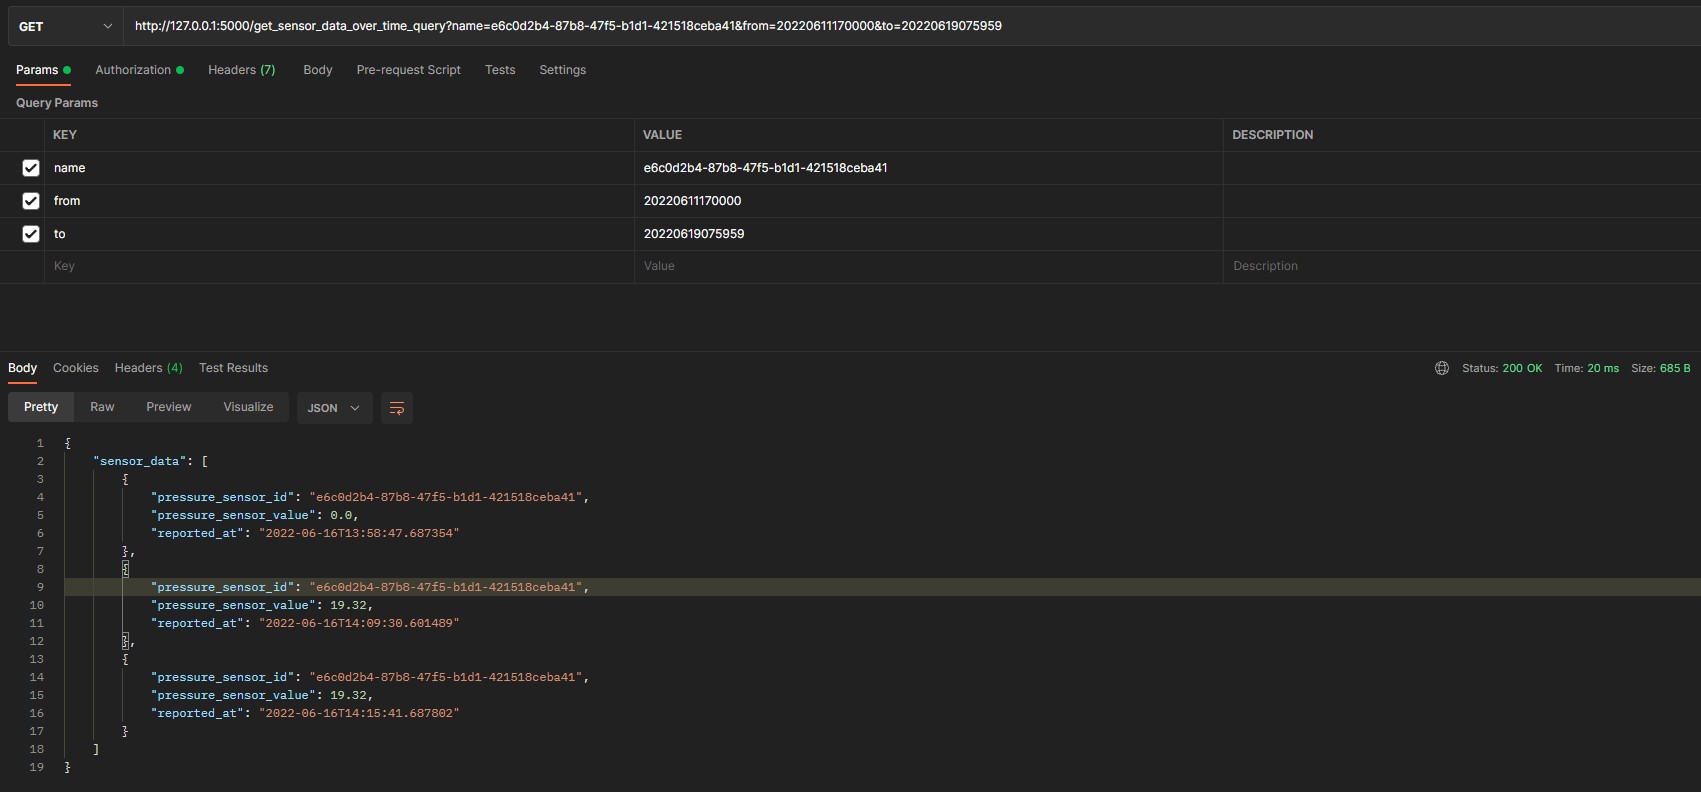 GET http://127.0.0.1:5000/get_sensor_data_over_time_query?name=e6c0d2b4-87b8-47f5-b1d1-421518ceba41&from=20220611170000&to=20220619075959
Params Authorization Headers (7) Body Pre-request Script Tests Settings
Query Params
KEY VALUE DESCRIPTION
name e6c0d2b4-87b8-47f5-b1d1-421518ceba41
from 20220611170000
to 20220619075959
Key Value Description
Body Cookies Headers (4) Test Results Status: 200 OK Time: 20 ms Size: 685 B
Pretty Raw Preview Visualize JSON
1 {
2 "sensor_data": [
3 {
4 "pressure_sensor_id": "e6c0d2b4-87b8-47f5-b1d1-421518ceba41",
5 "pressure_sensor_value": 0.0,
6 "reported_at": "2022-06-16T13:58:47.687354"
7 },
8 {
9 "pressure_sensor_id": "e6c0d2b4-87b8-47f5-b1d1-421518ceba41",
10 "pressure_sensor_value": 19.32,
11 "reported_at": "2022-06-16T14:09:30.601489"
12 },
13 {
14 "pressure_sensor_id": "e6c0d2b4-87b8-47f5-b1d1-421518ceba41",
15 "pressure_sensor_value": 19.32,
16 "reported_at": "2022-06-16T14:15:41.687802"
17 }
18 ]
19 }